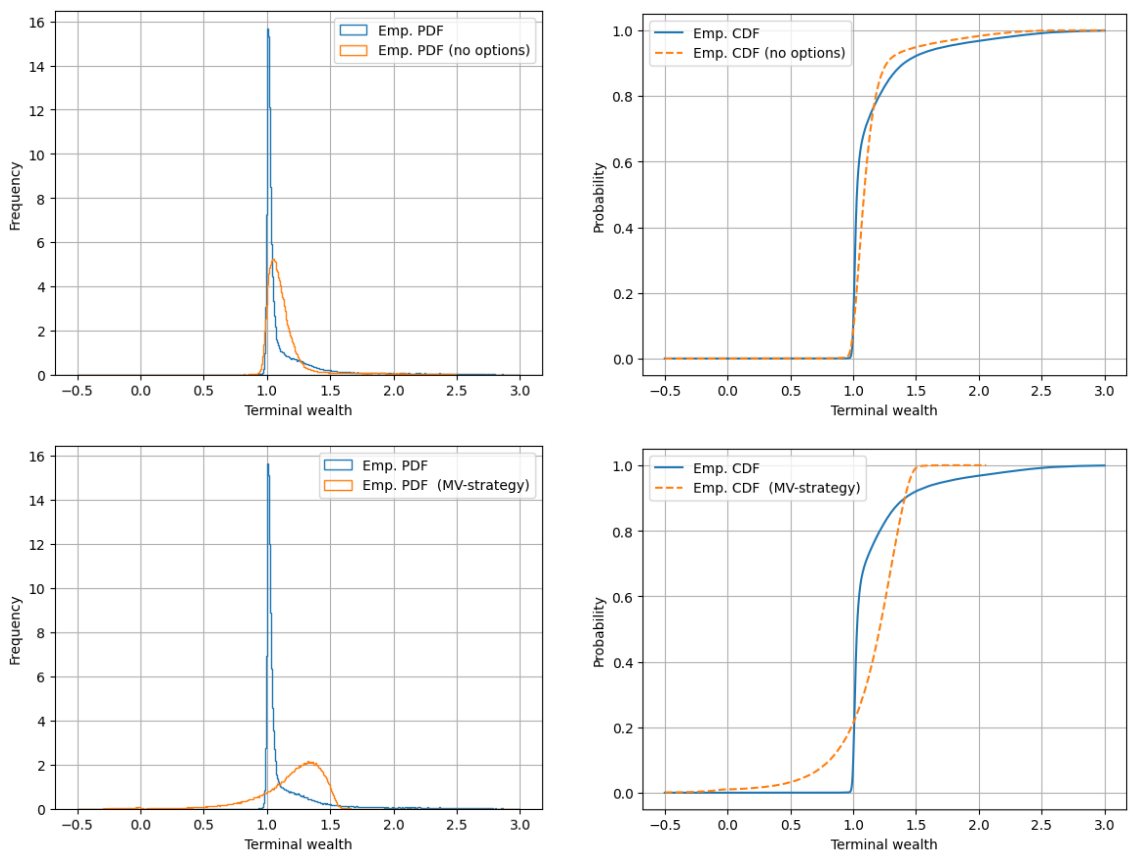 Emp. PDF
Emp. PDF (no options)
16
14
12
10
8
6
4
2
0
Frequency
−0.5 0.0 0.5 1.0 1.5 2.0 2.5 3.0
Terminal wealth
Emp. CDF
Emp. CDF (no options)
1.0
0.8
0.6
0.4
0.2
0.0
Probability
−0.5 0.0 0.5 1.0 1.5 2.0 2.5 3.0
Terminal wealth
Emp. PDF
Emp. PDF (MV-strategy)
16
14
12
10
8
6
4
2
0
Frequency
−0.5 0.0 0.5 1.0 1.5 2.0 2.5 3.0
Terminal wealth
Emp. CDF
Emp. CDF (MV-strategy)
1.0
0.8
0.6
0.4
0.2
0.0
Probability
−0.5 0.0 0.5 1.0 1.5 2.0 2.5 3.0
Terminal wealth